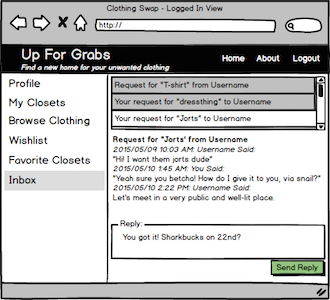 Clothing Swap - Logged In View
http://
Up For Grabs
Find a new home for your unwanted clothing
Home About Logout
Profile
My Closets
Browse Clothing
Wishlist
Favorite Closets
Inbox
Request for "T-shirt" from Username
Your request for "dressthing" to Username
Your request for "Jorts" to Username
Request for "Jorts' from Username
2015/05/09 10:03 AM: Username Said:
"Hi! I want them jorts dude"
2015/05/10 1:45 AM: You Said:
"Yeah sure you betcha! How do I give it to you, via snail?"
2015/05/10 2:22 PM: Username Said:
Let's meet in a very public and well-lit place.
Reply:
You got it! Sharkbucks on 22nd?
Send Reply